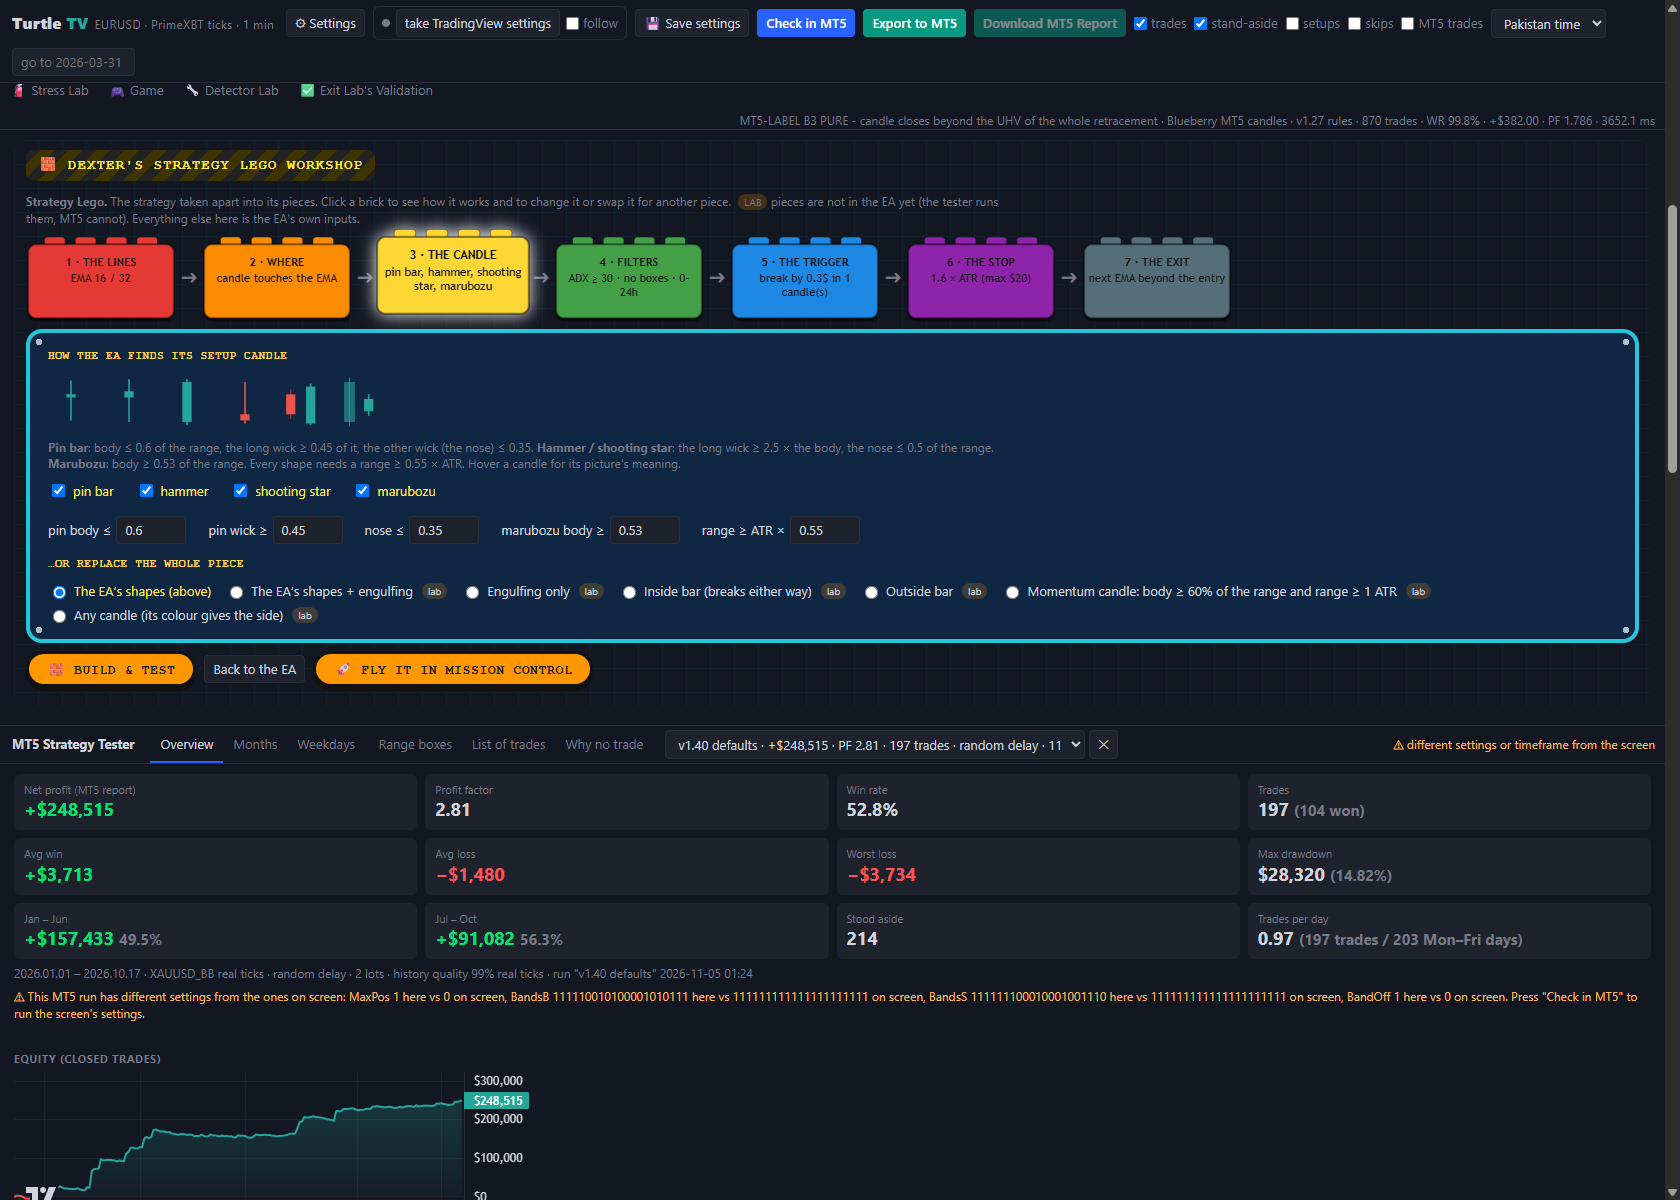 Turtle TV EURUSD · PrimeXBT ticks · 1 min ⚙ Settings take TradingView settings follow 💾 Save settings Check in MT5 Export to MT5 Download MT5 Report trades stand-aside setups skips MT5 trades Pakistan time
go to 2026-03-31
Stress Lab Game Detector Lab Exit Lab's Validation
MT5-LABEL B3 PURE - candle closes beyond the UHV of the whole retracement · Blueberry MT5 candles · v1.27 rules · 870 trades · WR 99.8% · +$382.00 · PF 1.786 · 3652.1 ms
DEXTER'S STRATEGY LEGO WORKSHOP
Strategy Lego. The strategy taken apart into its pieces. Click a brick to see how it works and to change it or swap it for another piece. LAB pieces are not in the EA yet (the tester runs
them, MT5 cannot). Everything else here is the EA's own inputs.
1 · THE LINES
EMA 16 / 32
→
2 · WHERE
candle touches the EMA
→
3 · THE CANDLE
pin bar, hammer, shooting
star, marubozu
→
4 · FILTERS
ADX ≥ 30 · no boxes · 0-
24h
→
5 · THE TRIGGER
break by 0.3$ in 1
candle(s)
→
6 · THE STOP
1.6 × ATR (max $20)
→
7 · THE EXIT
next EMA beyond the entry
HOW THE EA FINDS ITS SETUP CANDLE
Pin bar: body ≤ 0.6 of the range, the long wick ≥ 0.45 of it, the other wick (the nose) ≤ 0.35. Hammer / shooting star: the long wick ≥ 2.5 × the body, the nose ≤ 0.5 of the range.
Marubozu: body ≥ 0.53 of the range. Every shape needs a range ≥ 0.55 × ATR. Hover a candle for its picture's meaning.
pin bar hammer shooting star marubozu
pin body ≤ 0.6 pin wick ≥ 0.45 nose ≤ 0.35 marubozu body ≥ 0.53 range ≥ ATR × 0.55
…OR REPLACE THE WHOLE PIECE
The EA's shapes (above) The EA's shapes + engulfing lab Engulfing only lab Inside bar (breaks either way) lab Outside bar lab Momentum candle: body ≥ 60% of the range and range ≥ 1 ATR lab
Any candle (its colour gives the side) lab
BUILD & TEST Back to the EA FLY IT IN MISSION CONTROL
MT5 Strategy Tester Overview Months Weekdays Range boxes List of trades Why no trade v1.40 defaults · +$248,515 · PF 2.81 · 197 trades · random delay · 11 ✕ ⚠ different settings or timeframe from the screen
Net profit (MT5 report)
+$248,515
Profit factor
2.81
Win rate
52.8%
Trades
197 (104 won)
Avg win
+$3,713
Avg loss
−$1,480
Worst loss
−$3,734
Max drawdown
$28,320 (14.82%)
Jan – Jun
+$157,433 49.5%
Jul – Oct
+$91,082 56.3%
Stood aside
214
Trades per day
0.97 (197 trades / 203 Mon–Fri days)
2026.01.01 – 2026.10.17 · XAUUSD_BB real ticks · random delay · 2 lots · history quality 99% real ticks · run "v1.40 defaults" 2026-11-05 01:24
⚠ This MT5 run has different settings from the ones on screen: MaxPos 1 here vs 0 on screen, BandsB 111110010100001010111 here vs 111111111111111111111 on screen, BandsS 111111100010001001110 here vs 111111111111111111111 on screen, BandOff 1 here vs 0 on screen. Press "Check in MT5" to
run the screen's settings.
EQUITY (CLOSED TRADES)
$300,000
$248,515
$200,000
$100,000
$0